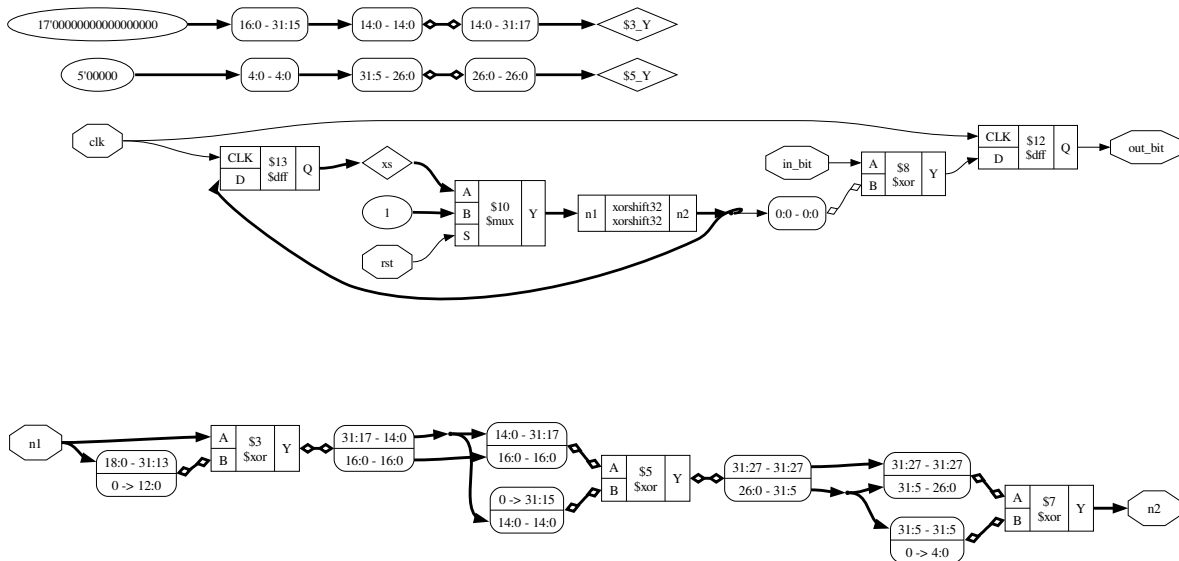 17'00000000000000000
16:0 - 31:15
14:0 - 14:0
14:0 - 31:17
$3_Y
5'00000
4:0 - 4:0
31:5 - 26:0
26:0 - 26:0
$5_Y
clk
CLK
D
$13
$dff
Q
xs
1
rst
A
B
S
$10
$mux
Y
n1
xorshift32
xorshift32
n2
0:0 - 0:0
in_bit
A
B
$8
$xor
Y
CLK
D
$12
$dff
Q
out_bit
n1
18:0 - 31:13
0 -> 12:0
A
B
$3
$xor
Y
31:17 - 14:0
16:0 - 16:0
14:0 - 31:17
16:0 - 16:0
0 -> 31:15
14:0 - 14:0
A
B
$5
$xor
Y
31:27 - 31:27
26:0 - 31:5
31:27 - 31:27
31:5 - 26:0
31:5 - 31:5
0 -> 4:0
A
B
$7
$xor
Y
n2